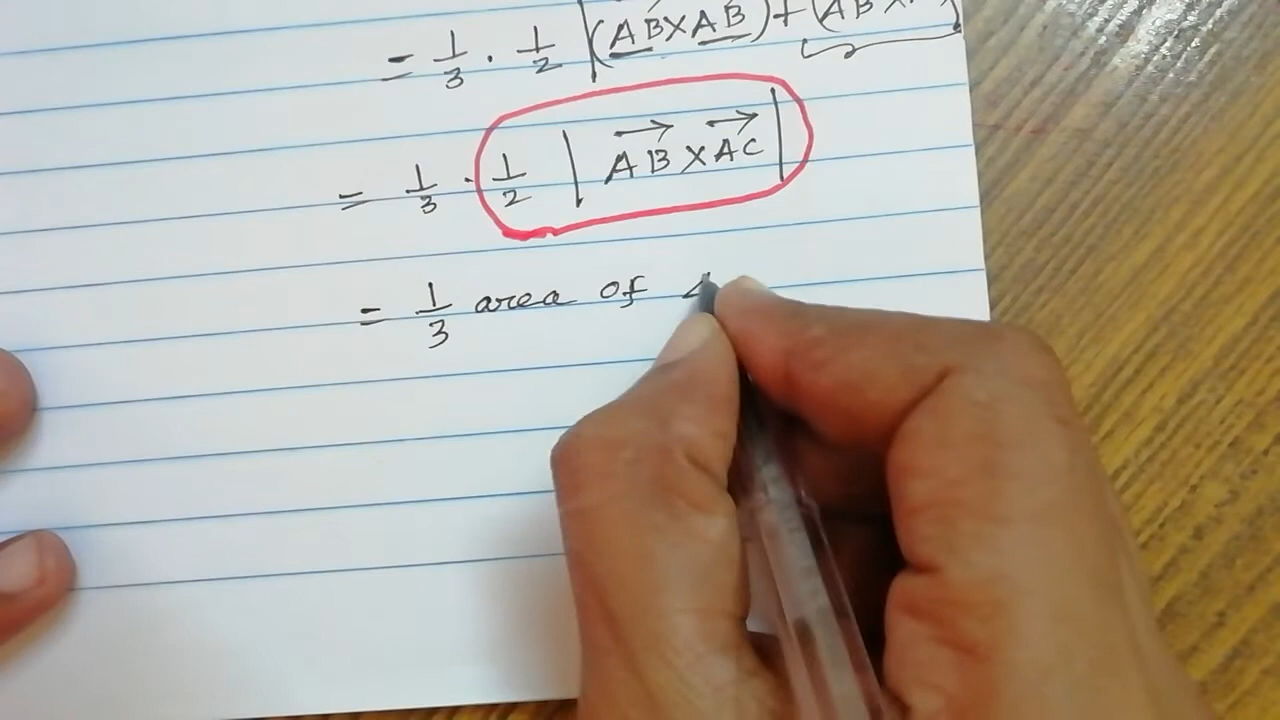 = 1/3 · 1/2 |(AB×AB)+(AB×
= 1/3 · 1/2 | →AB × →AC |
= 1/3 area of